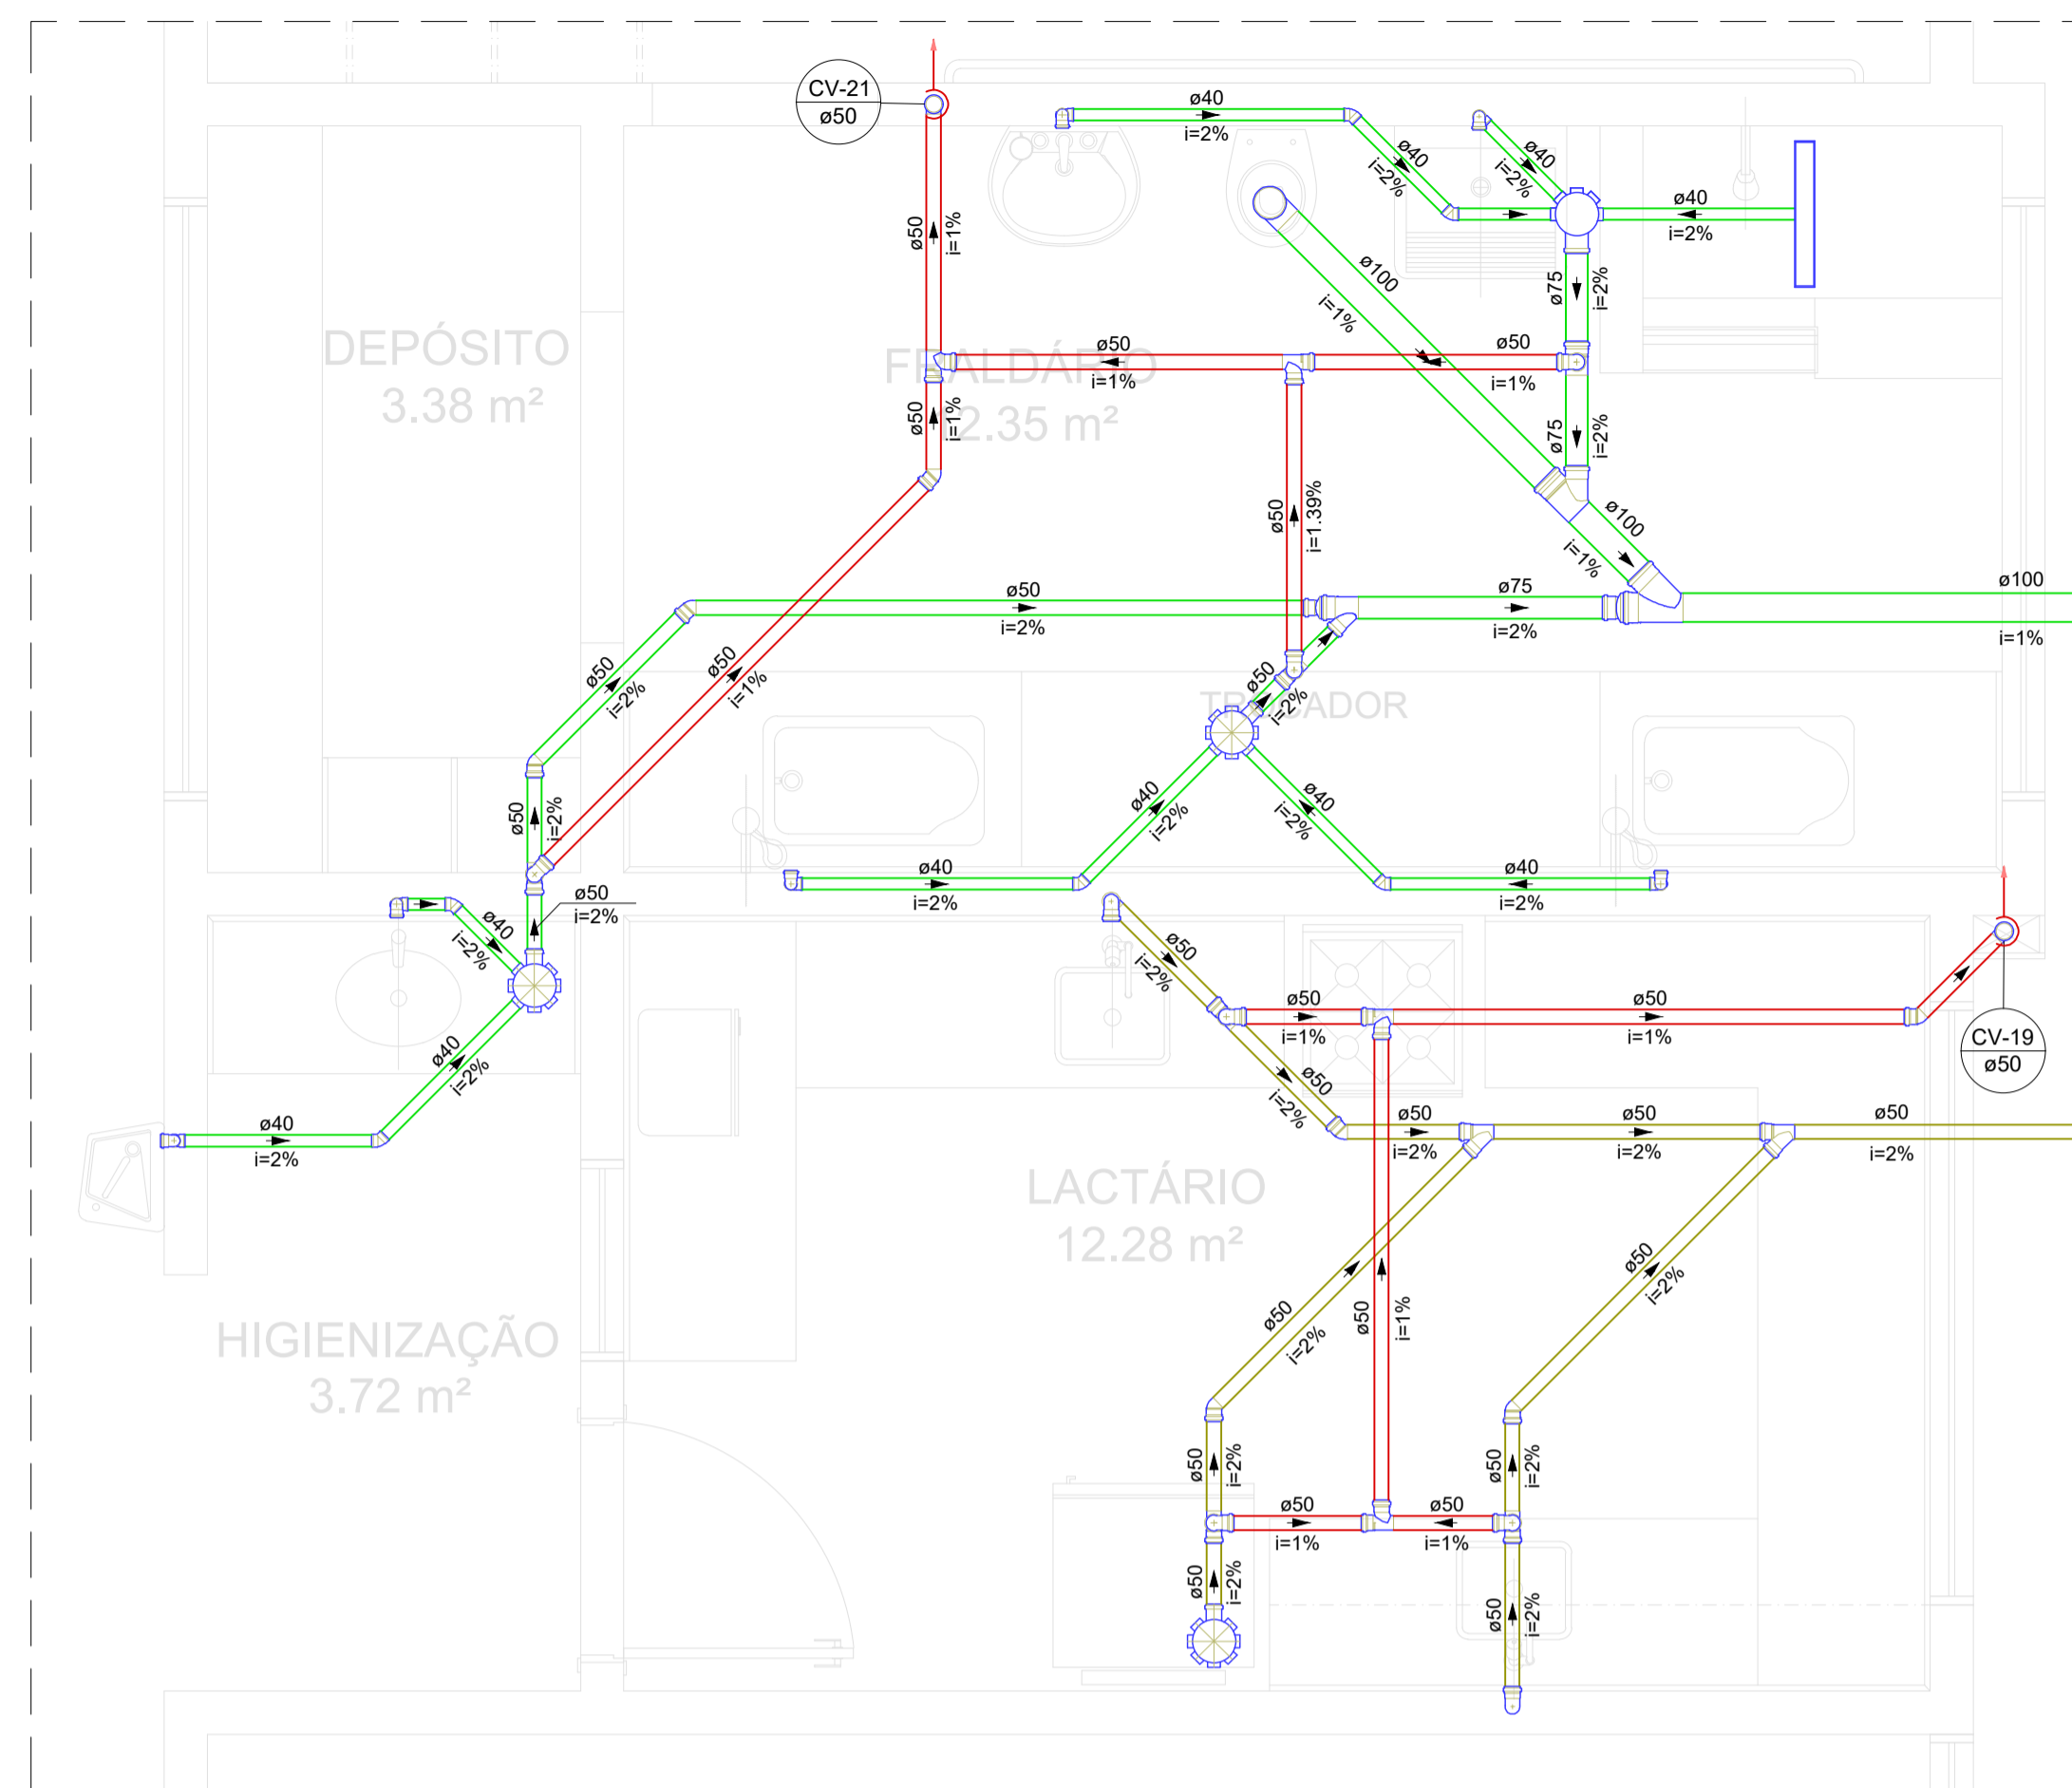 CV-21
ø50
ø40
i=2%
ø40
i=2%
ø40
i=2%
ø40
i=2%
ø50
i=1%
ø100
i=1%
ø75
i=2%
DEPÓSITO
3.38 m²
FRALDÁRIO
12.35 m²
ø50
i=1%
ø50
i=1%
ø50
i=1%
ø75
i=2%
ø50
i=1.39%
ø100
i=1%
ø50
i=2%
ø75
i=2%
ø100
i=1%
ø50
i=2%
ø50
i=1%
ø50
i=2%
TROCADOR
ø50
i=2%
ø40
i=2%
ø40
i=2%
ø40
i=2%
ø40
i=2%
ø50
i=2%
ø40
i=2%
ø50
i=2%
ø50
i=1%
ø50
i=1%
CV-19
ø50
ø40
i=2%
ø50
i=2%
ø40
i=2%
ø50
i=2%
ø50
i=2%
ø50
i=2%
LACTÁRIO
12.28 m²
ø50
i=2%
ø50
i=2%
ø50
i=1%
HIGIENIZAÇÃO
3.72 m²
ø50
i=2%
ø50
i=2%
ø50
i=1%
ø50
i=1%
ø50
i=2%
ø50
i=2%